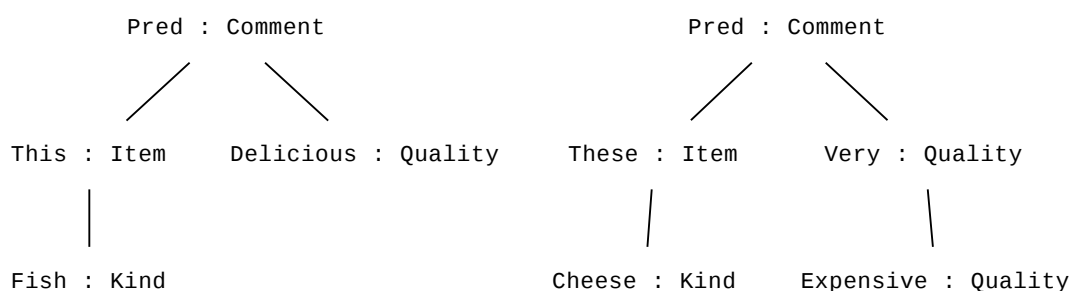 Pred : Comment Pred : Comment
This : Item Delicious : Quality These : Item Very : Quality
Fish : Kind Cheese : Kind Expensive : Quality